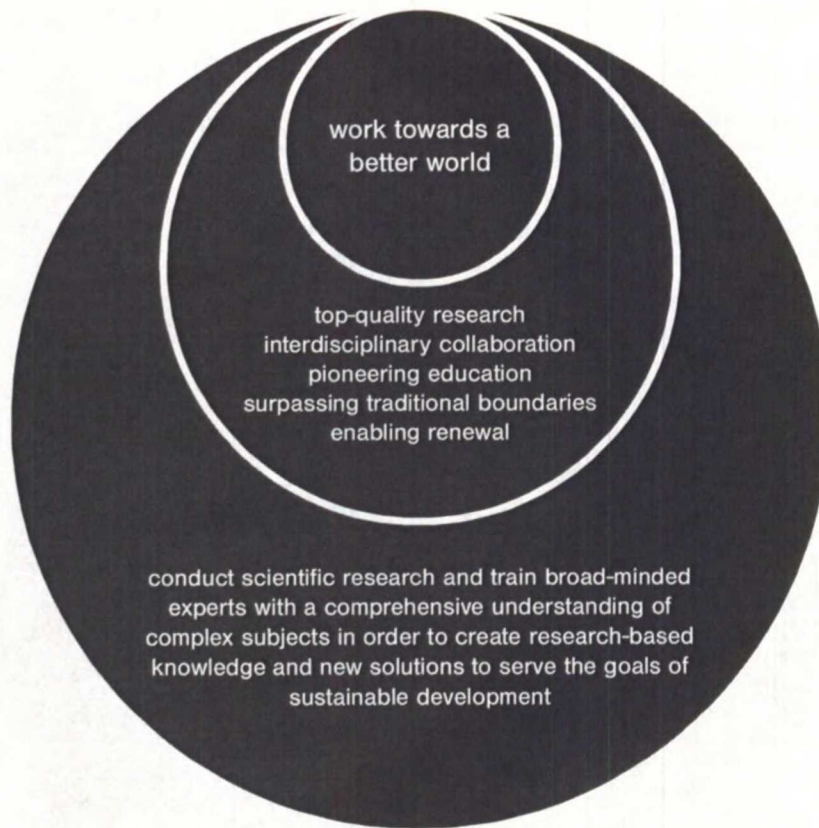 work towards a
better world
top-quality research
interdisciplinary collaboration
pioneering education
surpassing traditional boundaries
enabling renewal
conduct scientific research and train broad-minded
experts with a comprehensive understanding of
complex subjects in order to create research-based
knowledge and new solutions to serve the goals of
sustainable development